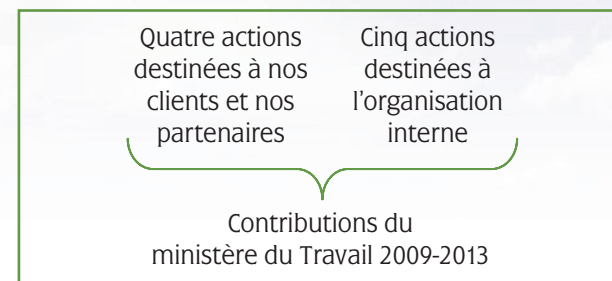 Quatre actions
destinées à nos
clients et nos
partenaires
Cinq actions
destinées à
l'organisation
interne
Contributions du
ministère du Travail 2009-2013